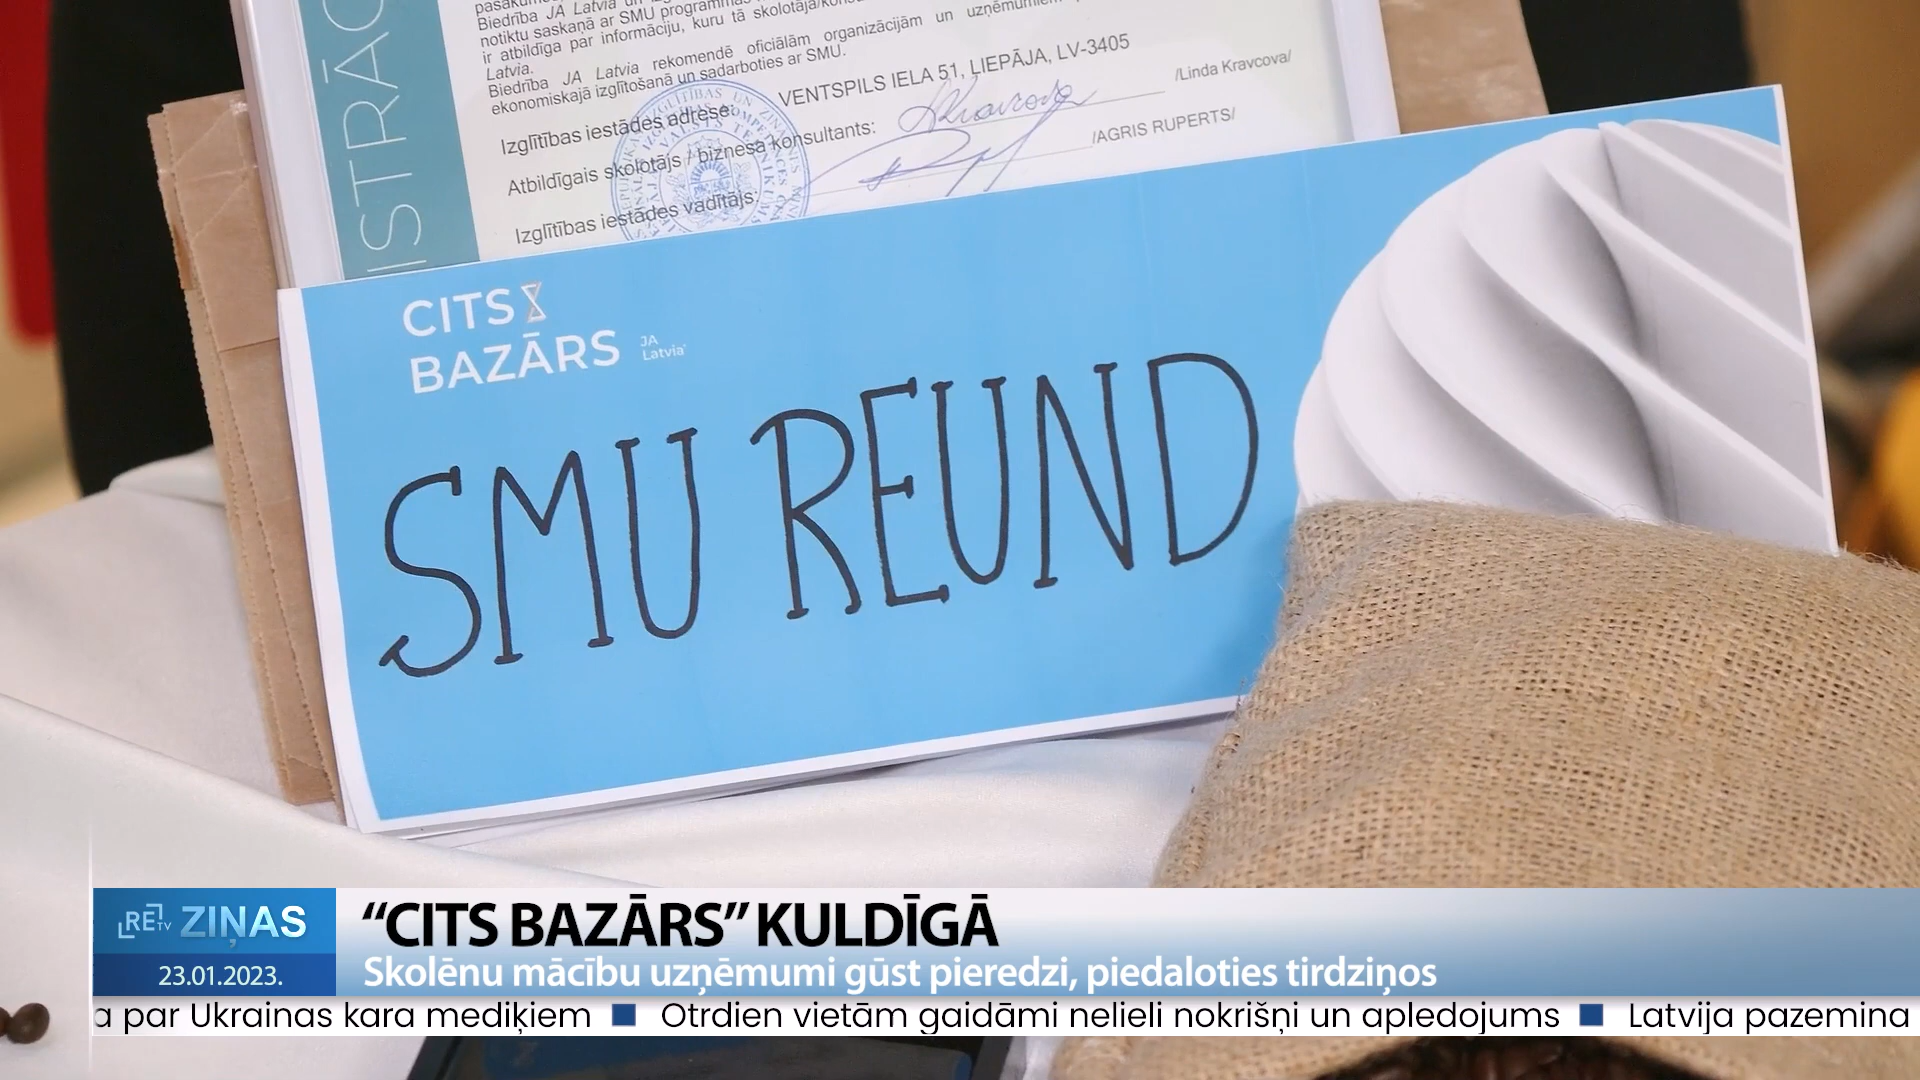 Biedrība JA Latvia
notiktu saskaņā ar SMU programmas
ir atbildīga par informāciju, kuru tā skolotāja/
Latvia.
Biedrība JA Latvia rekomendē oficiālām organizācijām un uzņēmumiem
ekonomiskajā izglītošanā un sadarboties ar SMU.
Izglītības iestādes adrese: VENTSPILS IELA 51, LIEPĀJA, LV-3405
Atbildīgais skolotājs / biznesa konsultants: /Linda Kravcova/
Izglītības iestādes vadītājs: /AGRIS RUPERTS/
CITS
BAZĀRS
JA
Latvia
SMU REUND
RETV ZIŅAS
23.01.2023.
“CITS BAZĀRS” KULDĪGĀ
Skolēnu mācību uzņēmumi gūst pieredzi, piedaloties tirdziņos
a par Ukrainas kara mediķiem ■ Otrdien vietām gaidāmi nelieli nokrišņi un apledojums ■ Latvija pazemina